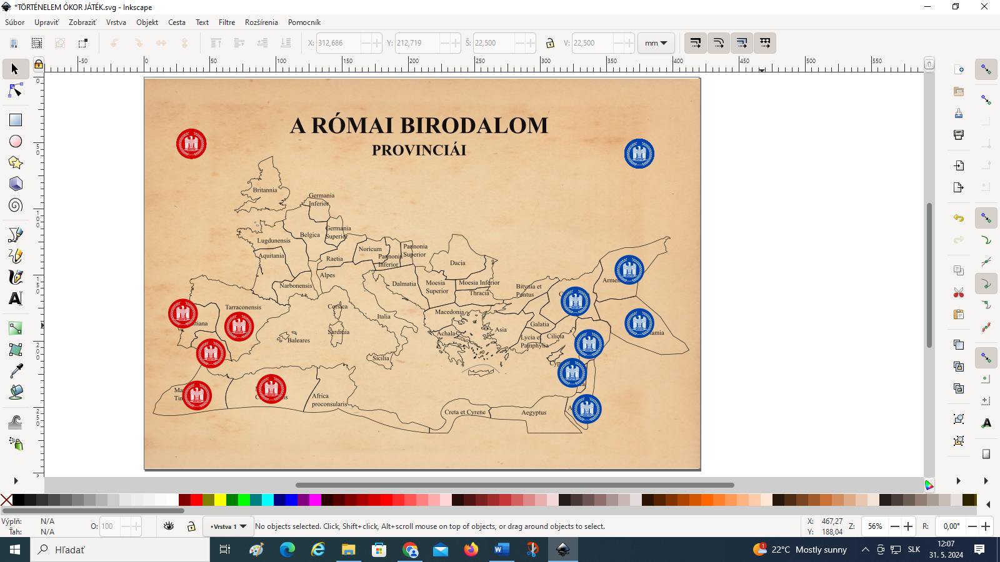 *TÖRTÉNELEM ÓKOR JÁTÉK.svg - Inkscape
Súbor Upraviť Zobraziť Vrstva Objekt Cesta Text Filtre Rozšírenia Pomocník
X: 312,686 Y: 212,719 Š: 22,500 V: 22,500 mm
-50 0 50 100 150 200 250 300 350 400 450 500 550
0
50
100
150
200
250
A RÓMAI BIRODALOM
PROVINCIÁI
Britannia
Germania
Inferior
Germania
Superior
Belgica
Lugdunensis
Aquitania
Raetia
Noricum
Pannonia
Inferior
Pannonia
Superior
Dacia
Alpes
Narbonensis
Dalmatia
Moesia
Superior
Moesia Inferior
Thracia
Bitynia et
Pontus
Tarraconensis
Corsica
Italia
Macedonia
Galatia
Asia
Achaia
Lycia et
Pamphylia
Cilicia
Sardinia
Baleares
Sicilia
Africa
proconsularis
Creta et Cyrene
Aegyptus
Výplň: N/A
Ťah: N/A
O: 100
•Vrstva 1
No objects selected. Click, Shift+click, Alt+scroll mouse on top of objects, or drag around objects to select.
X: 467,27
Y: 188,04
Z: 56%
R: 0,00°
Hľadať
22°C Mostly sunny
SLK
12:07
31. 5. 2024